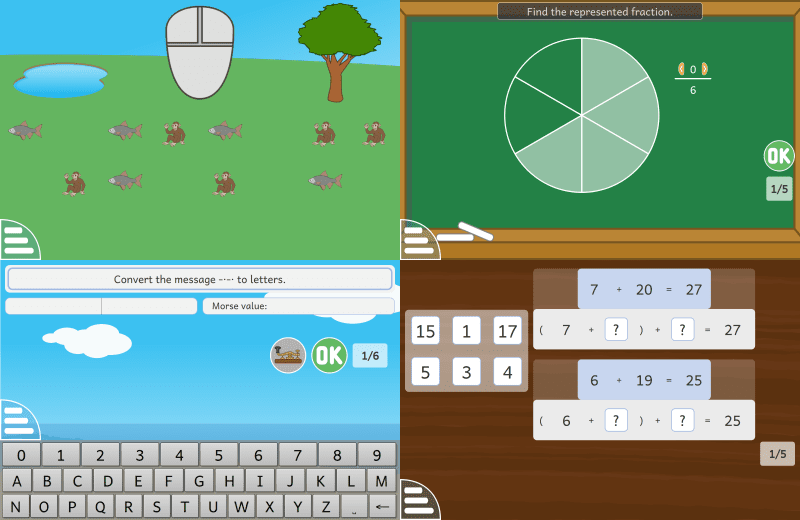 Find the represented fraction.
0
6
OK
1/5
Convert the message -·-· to letters.
Morse value:
OK
1/6
0 1 2 3 4 5 6 7 8 9
A B C D E F G H I J K L M
N O P Q R S T U V W X Y Z _ ←
15 1 17
5 3 4
7 + 20 = 27
( 7 + ? ) + ? = 27
6 + 19 = 25
( 6 + ? ) + ? = 25
1/5